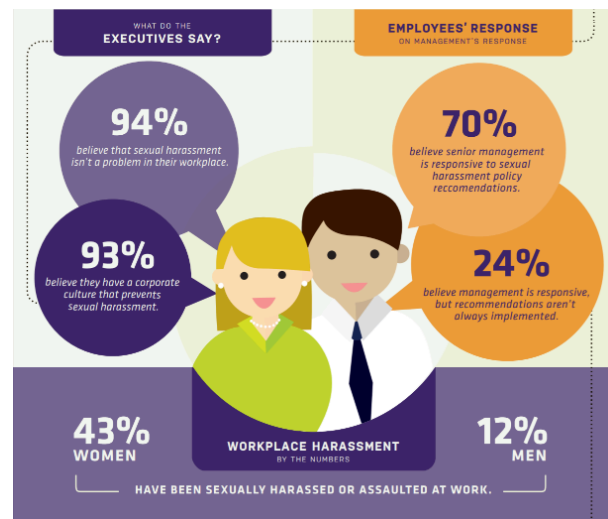 WHAT DO THE
EXECUTIVES SAY?
94%
believe that sexual harassment
isn't a problem in their workplace.
93%
believe they have a corporate
culture that prevents
sexual harassment.
EMPLOYEES' RESPONSE
ON MANAGEMENT'S RESPONSE
70%
believe senior management
is responsive to sexual
harassment policy
reccomendations.
24%
believe management is responsive,
but recommendations aren't
always implemented.
43%
WOMEN
WORKPLACE HARASSMENT
BY THE NUMBERS
12%
MEN
HAVE BEEN SEXUALLY HARASSED OR ASSAULTED AT WORK.